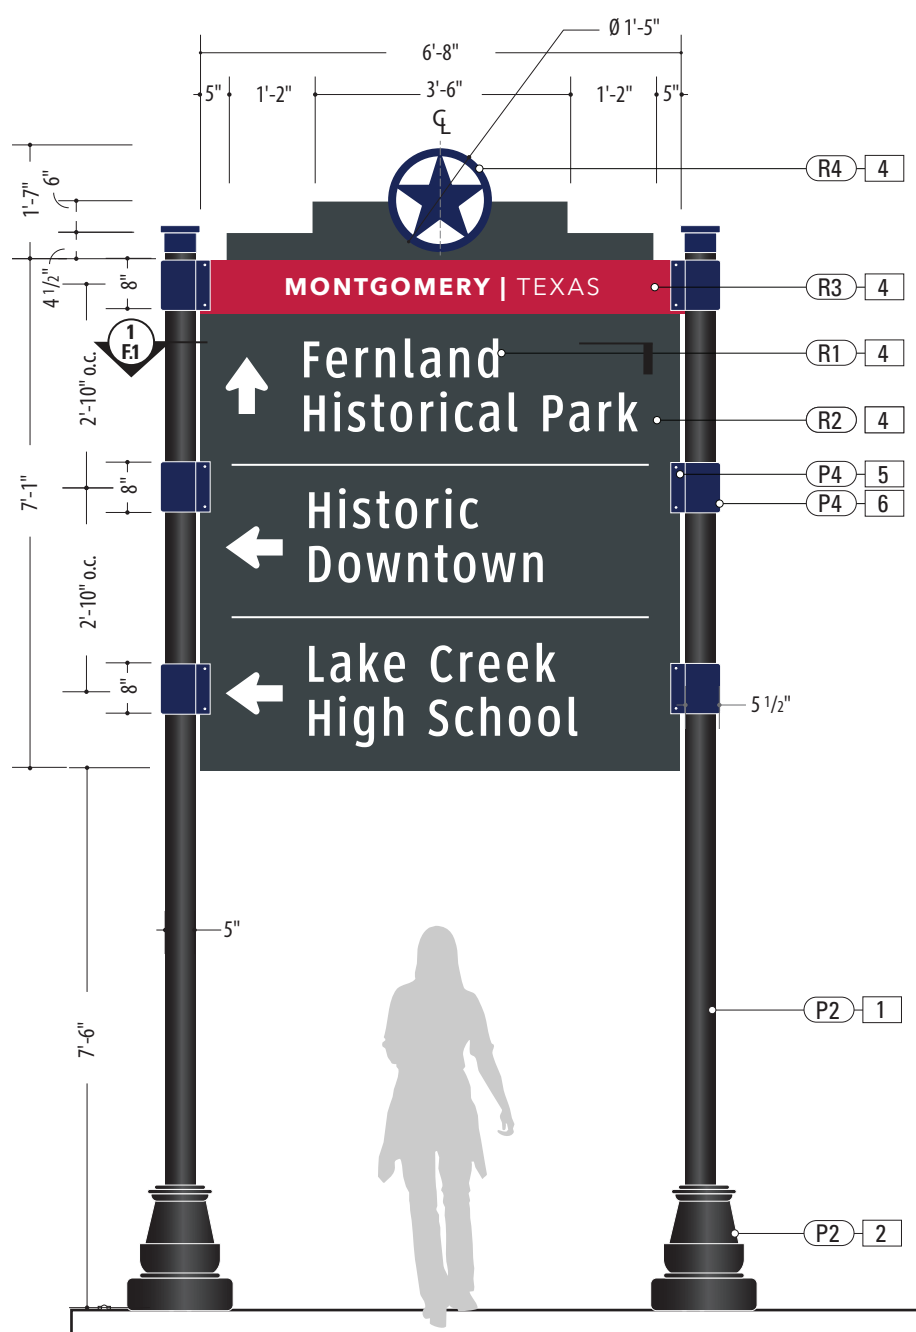 Ø 1'-5"
6'-8"
5" 1'-2" 3'-6" 1'-2" 5"
℄
R4 4
1'-7" 6"
4 1/2" 8"
MONTGOMERY | TEXAS
R3 4
1
F.1
Fernland
Historical Park
R1 4
2'-10" o.c.
R2 4
7'-1"
8"
P4 5
P4 6
Historic
Downtown
2'-10" o.c.
Lake Creek
High School
8"
5 1/2"
5"
7'-6"
P2 1
P2 2